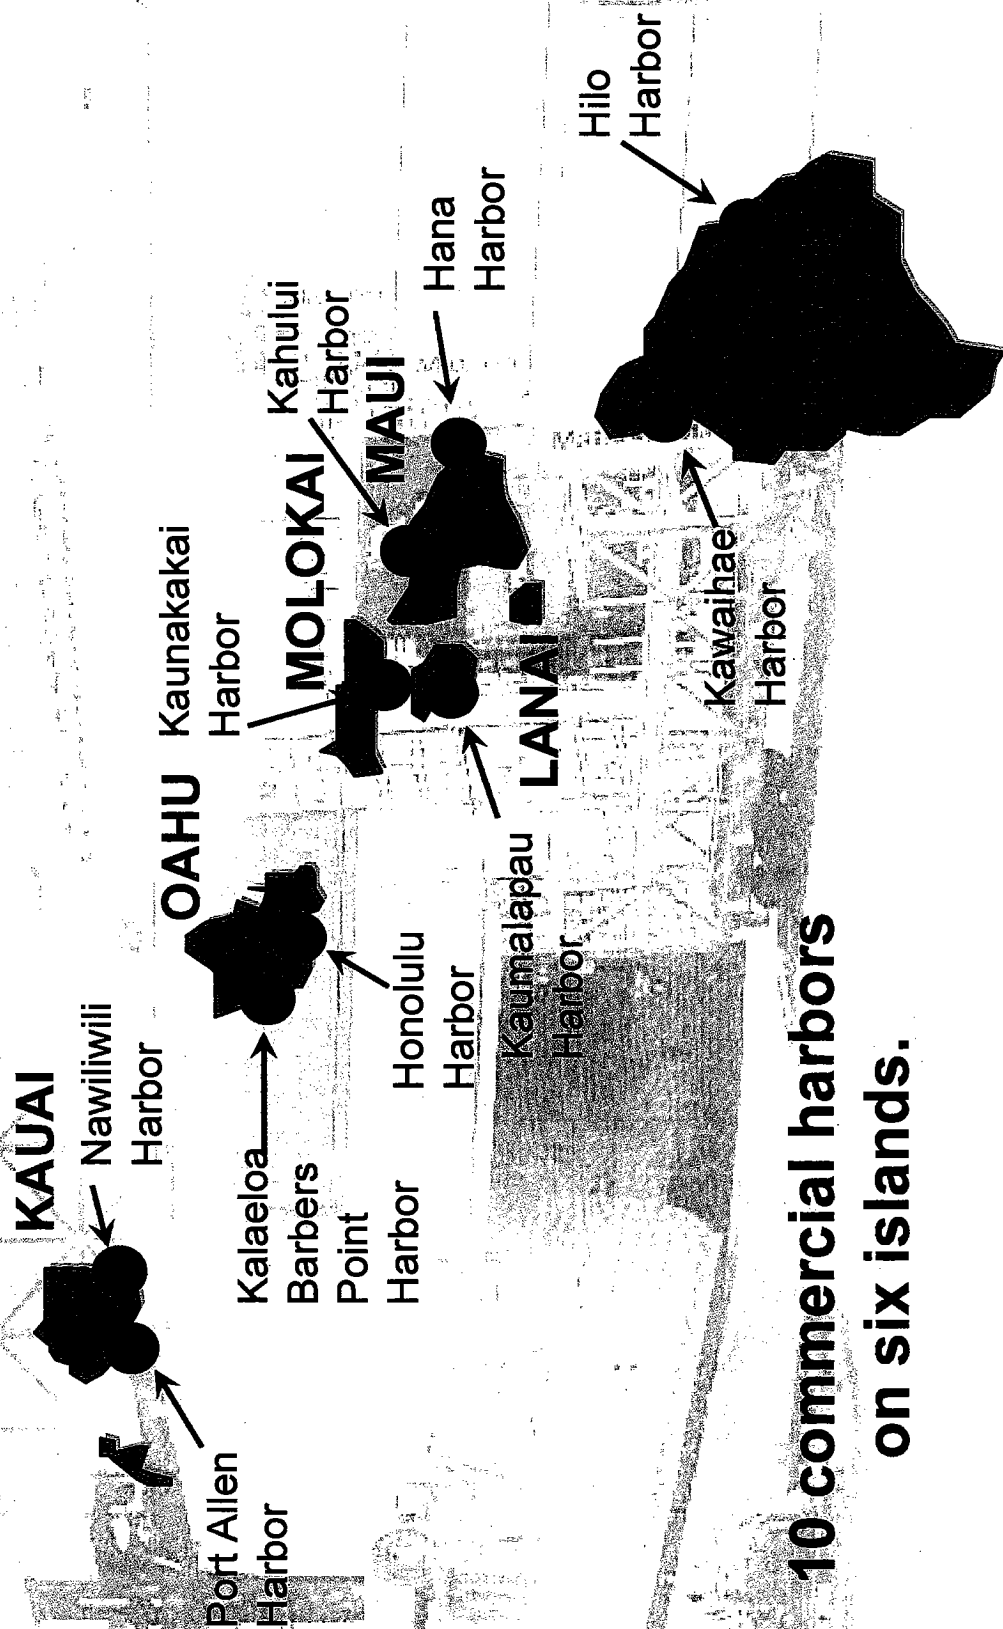 KAUAI
Nawiliwili
Harbor
Port Allen
Harbor
OAHU
Kalaeloa
Barbers
Point
Harbor
Honolulu
Harbor
Kaunakakai
Harbor
MOLOKAI
Kahului
Harbor
MAUI
Hana
Harbor
LANAI
Kaumalapau
Harbor
Hilo
Harbor
Kawaihae
Harbor
10 commercial harbors
on six islands.